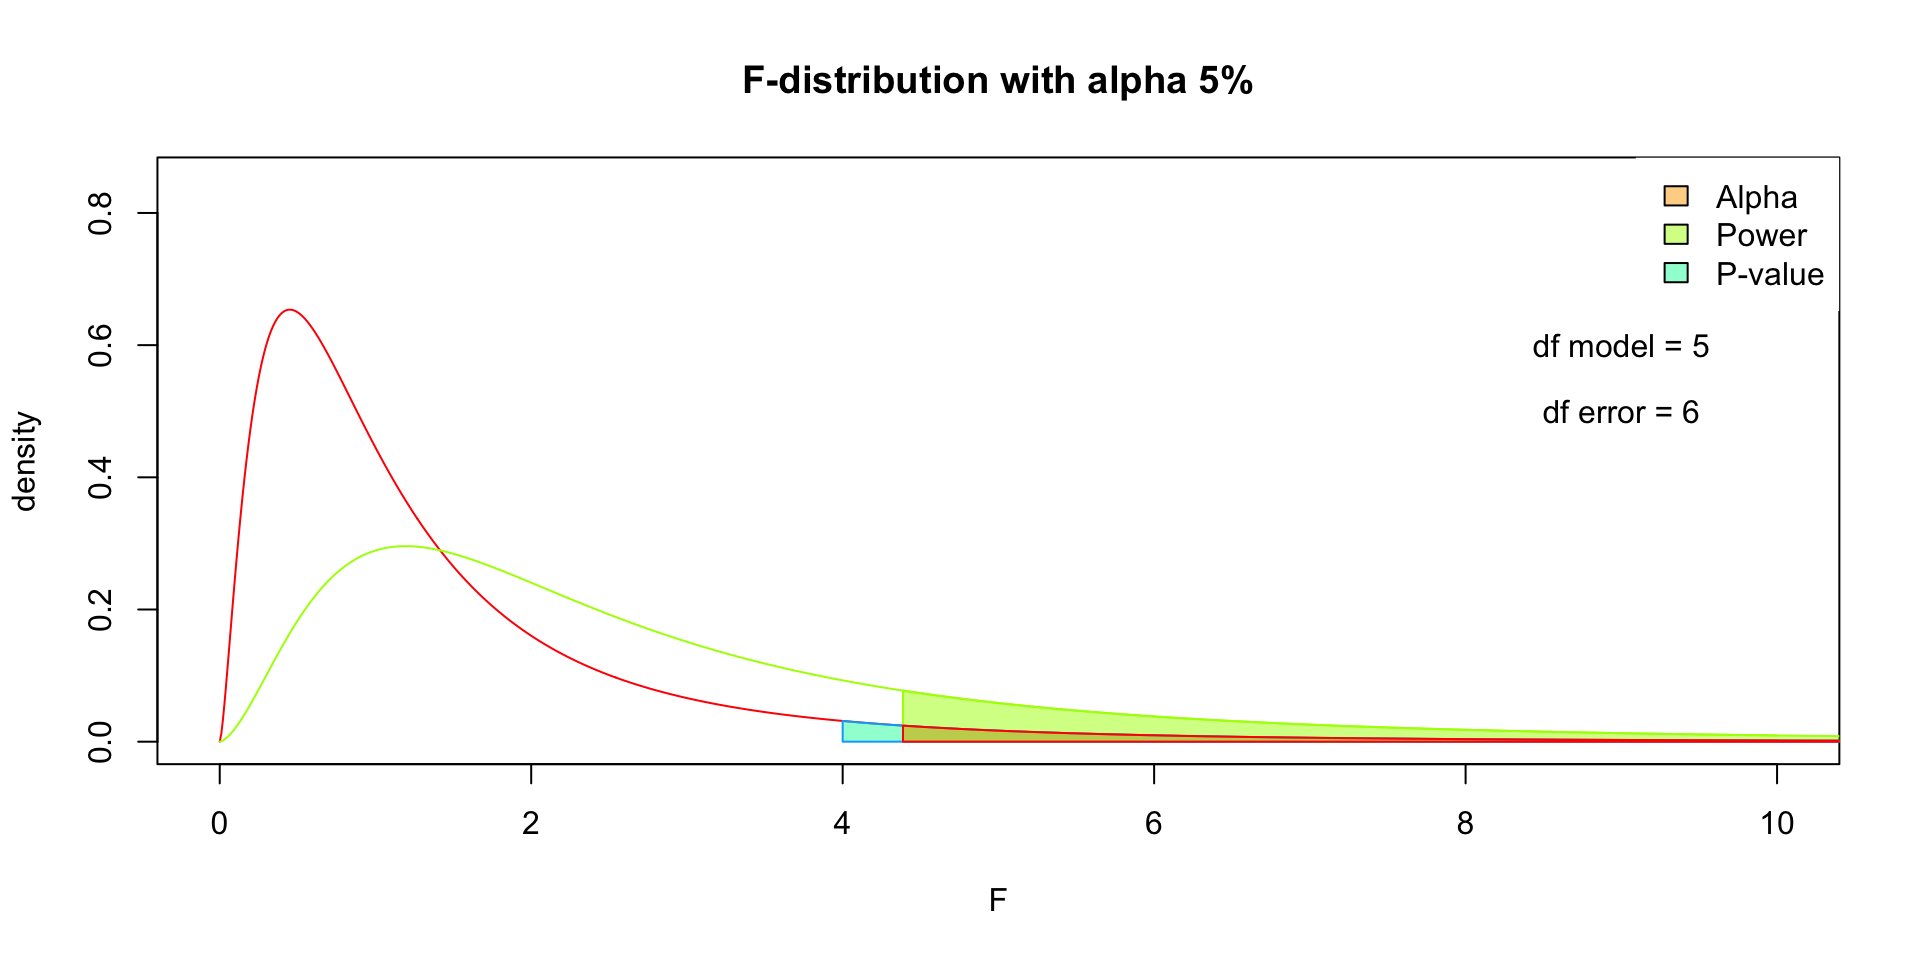 F-distribution with alpha 5%
Alpha
Power
P-value
df model = 5
df error = 6
density
0.8
0.6
0.4
0.2
0.0
0 2 4 6 8 10
F